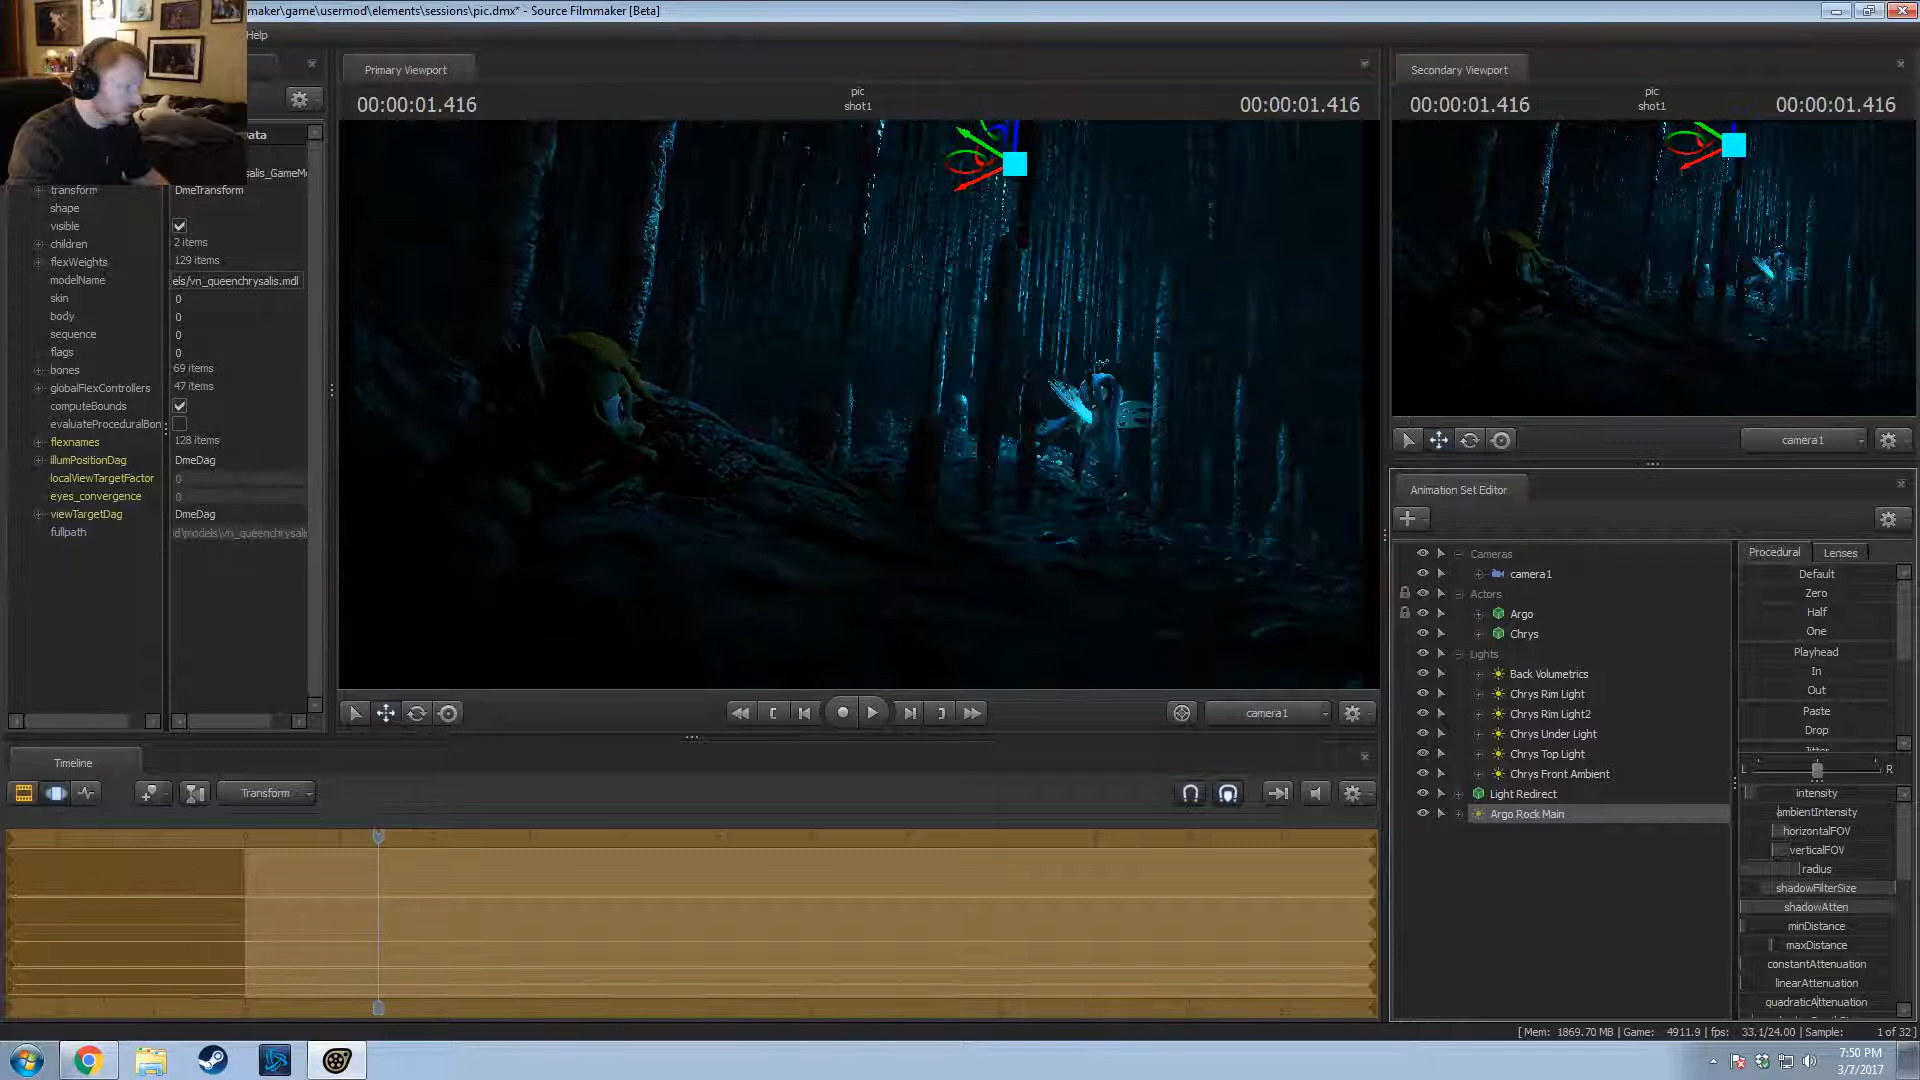 maker\game\usermod\elements\sessions\pic.dmx* - Source Filmmaker [Beta]
Help
Primary Viewport
00:00:01.416
pic
shot1
00:00:01.416
Secondary Viewport
00:00:01.416
pic
shot1
00:00:01.416
ata
salis_GameMo
transform DmeTransform
shape
visible
children 2 items
flexWeights 129 items
modelName els/vn_queenchrysalis.mdl
skin 0
body 0
sequence 0
flags 0
bones 69 items
globalFlexControllers 47 items
computeBounds
evaluateProceduralBon
flexnames 128 items
illumPositionDag DmeDag
localViewTargetFactor 0
eyes_convergence 0
viewTargetDag DmeDag
fullpath d\models\vn_queenchrysalis
camera1
camera1
Animation Set Editor
Cameras
camera1
Actors
Argo
Chrys
Lights
Back Volumetrics
Chrys Rim Light
Chrys Rim Light2
Chrys Under Light
Chrys Top Light
Chrys Front Ambient
Light Redirect
Argo Rock Main
Procedural Lenses
Default
Zero
Half
One
Playhead
In
Out
Paste
Drop
L R
intensity
ambientIntensity
horizontalFOV
verticalFOV
radius
shadowFilterSize
shadowAtten
minDistance
maxDistance
constantAttenuation
linearAttenuation
quadraticAttenuation
Timeline
Transform
[ Mem: 1869.70 MB | Game: 4911.9 | fps: 33.1/24.00 | Sample: 1 of 32 ]
7:50 PM
3/7/2017